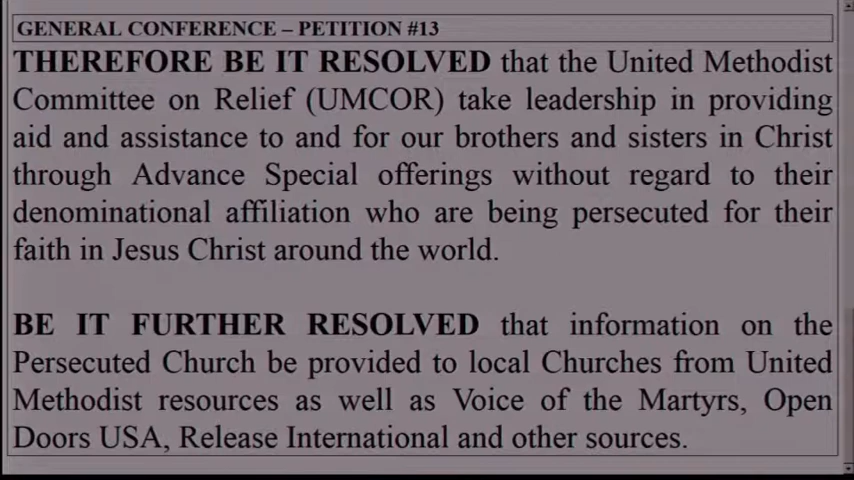 GENERAL CONFERENCE – PETITION #13
THEREFORE BE IT RESOLVED that the United Methodist
Committee on Relief (UMCOR) take leadership in providing
aid and assistance to and for our brothers and sisters in Christ
through Advance Special offerings without regard to their
denominational affiliation who are being persecuted for their
faith in Jesus Christ around the world.
BE IT FURTHER RESOLVED that information on the
Persecuted Church be provided to local Churches from United
Methodist resources as well as Voice of the Martyrs, Open
Doors USA, Release International and other sources.